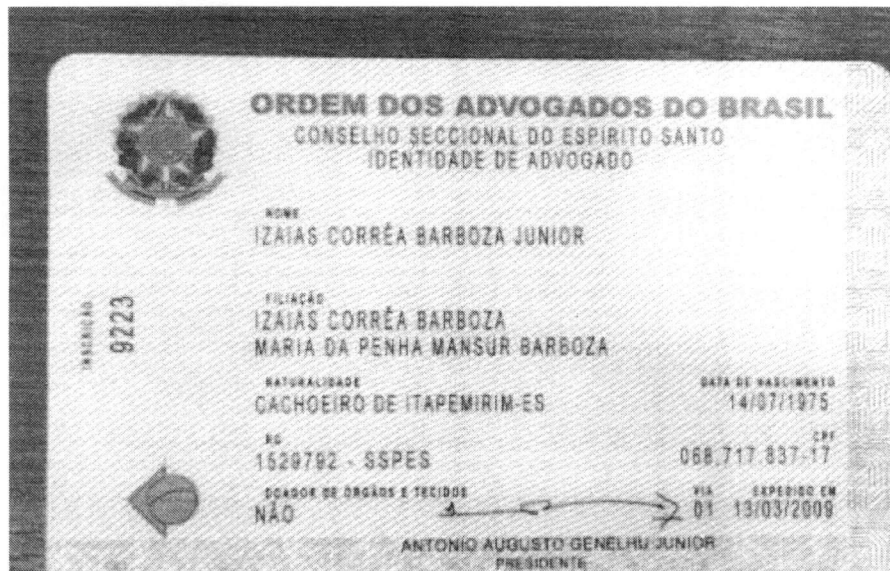 ORDEM DOS ADVOGADOS DO BRASIL
CONSELHO SECCIONAL DO ESPÍRITO SANTO
IDENTIDADE DE ADVOGADO
NOME
IZAIAS CORRÊA BARBOZA JUNIOR
INSCRIÇÃO
9223
FILIAÇÃO
IZAIAS CORRÊA BARBOZA
MARIA DA PENHA MANSUR BARBOZA
NATURALIDADE DATA DE NASCIMENTO
CACHOEIRO DE ITAPEMIRIM-ES 14/07/1975
RG CPF
1529792 - SSPES 068.717.837-17
DOADOR DE ORGÃOS E TECIDOS VIA EXPEDIDO EM
NÃO 01 13/03/2009
ANTONIO AUGUSTO GENELHU JUNIOR
PRESIDENTE